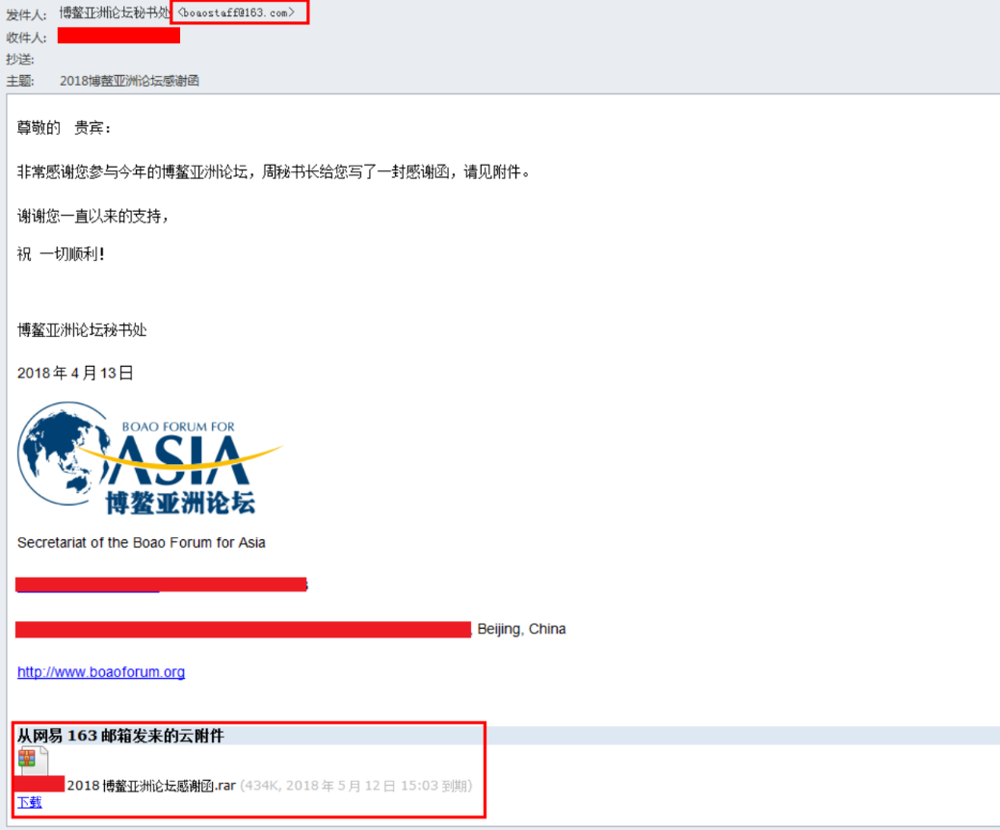 发件人: 博鳌亚洲论坛秘书处 <boaostaff@163.com>
收件人:
抄送:
主题: 2018博鳌亚洲论坛感谢函
尊敬的 贵宾：
非常感谢您参与今年的博鳌亚洲论坛，周秘书长给您写了一封感谢函，请见附件。
谢谢您一直以来的支持，
祝 一切顺利！
博鳌亚洲论坛秘书处
2018 年 4 月 13 日
BOAO FORUM FOR
ASIA
博鳌亚洲论坛
Secretariat of the Boao Forum for Asia
, Beijing, China
http://www.boaoforum.org
从网易 163 邮箱发来的云附件
2018 博鳌亚洲论坛感谢函.rar (434K, 2018 年 5 月 12 日 15:03 到期)
下载